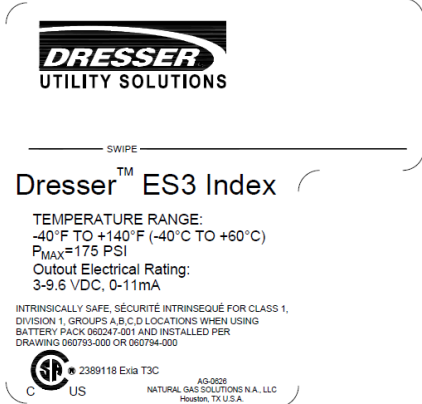 DRESSER
UTILITY SOLUTIONS
SWIPE
Dresser™ ES3 Index
TEMPERATURE RANGE:
-40°F TO +140°F (-40°C TO +60°C)
PMAX=175 PSI
Outout Electrical Rating:
3-9.6 VDC, 0-11mA
INTRINSICALLY SAFE, SÉCURITÉ INTRINSEQUÉ FOR CLASS 1,
DIVISION 1, GROUPS A,B,C,D LOCATIONS WHEN USING
BATTERY PACK 060247-001 AND INSTALLED PER
DRAWING 060793-000 OR 060794-000
SA ® 2389118 Exia T3C
C US
AG-0626
NATURAL GAS SOLUTIONS N.A., LLC
Houston, TX U.S.A.